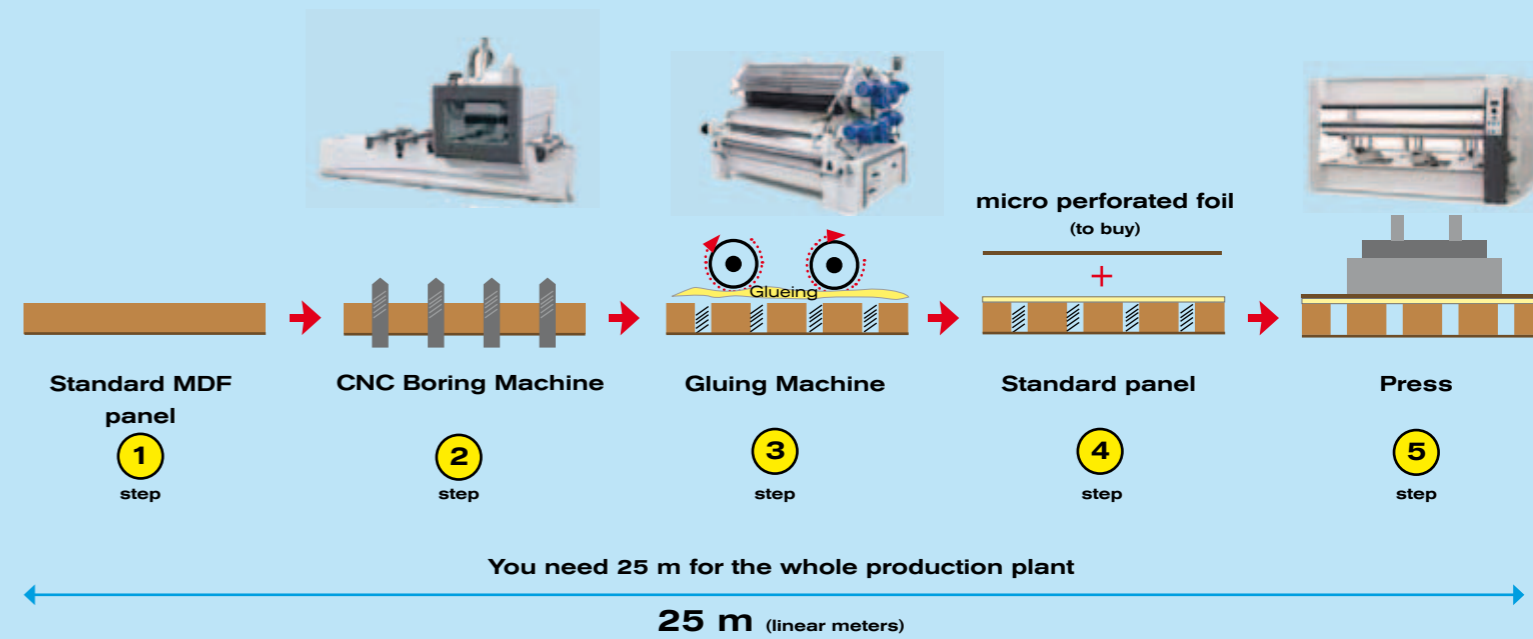 micro perforated foil
(to buy)
+
Glueing
Standard MDF
panel
1
step
CNC Boring Machine
2
step
Gluing Machine
3
step
Standard panel
4
step
Press
5
step
You need 25 m for the whole production plant
25 m (linear meters)